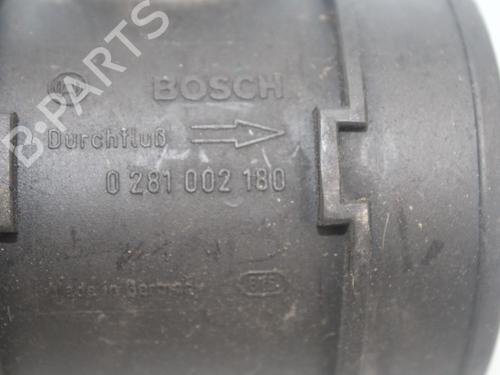 B-PARTS
BOSCH
Durchfluß
0 281 002 180
Made in Germany